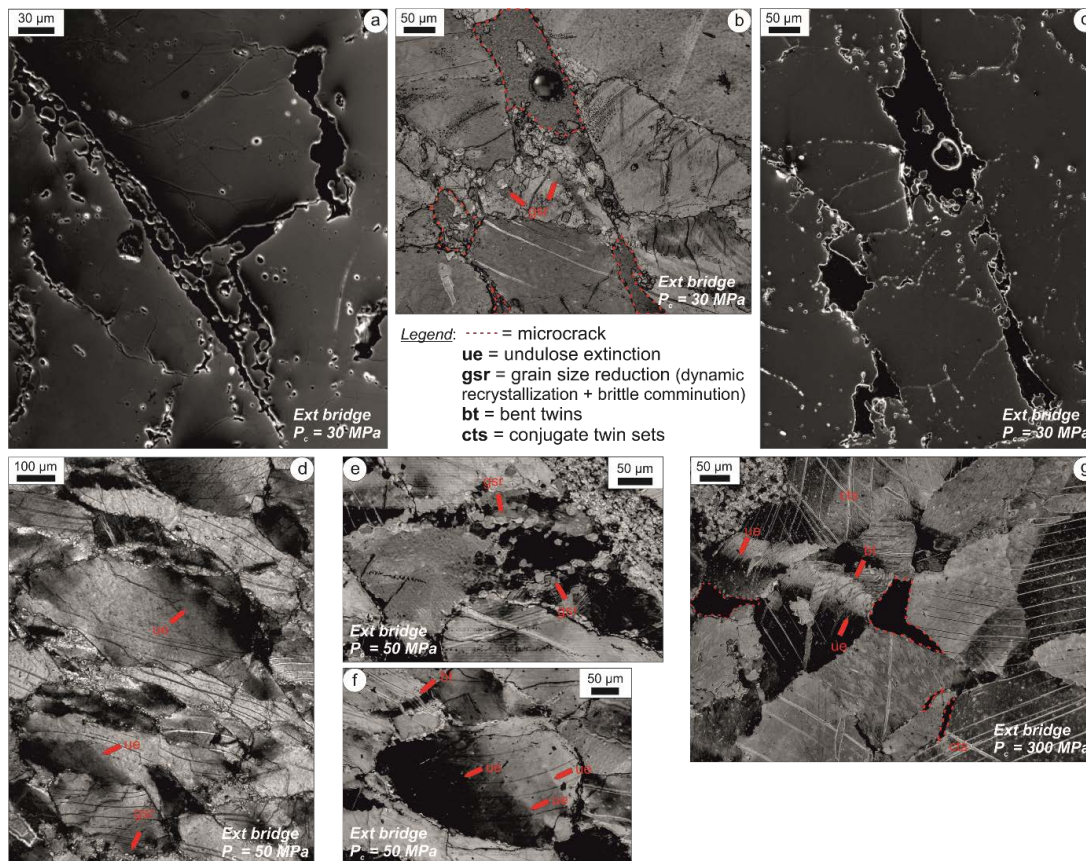 30 µm
a
Ext bridge
Pc = 30 MPa
50 µm
b
gsr
Ext bridge
Pc = 30 MPa
50 µm
c
Ext bridge
Pc = 30 MPa
Legend: ----- = microcrack
ue = undulose extinction
gsr = grain size reduction (dynamic
recrystallization + brittle comminution)
bt = bent twins
cts = conjugate twin sets
100 µm
d
ue
ue
gsr
Ext bridge
Pc = 50 MPa
e
50 µm
gsr
gsr
Ext bridge
Pc = 50 MPa
f
50 µm
bt
ue
ue
ue
Ext bridge
Pc = 50 MPa
50 µm
g
cts
ue
bt
ue
cts
Ext bridge
Pc = 300 MPa